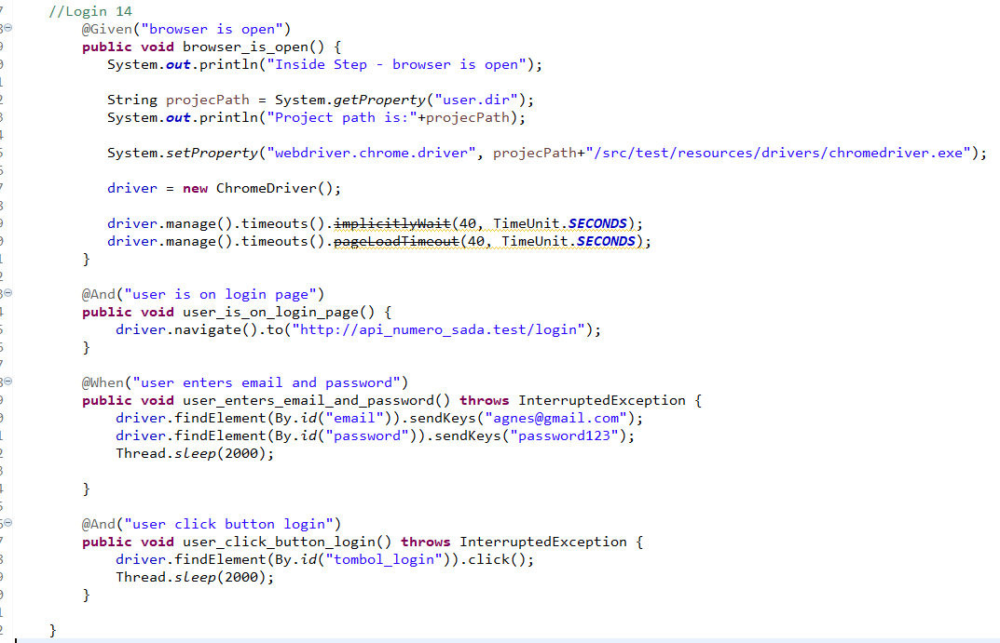 //Login 14
@Given("browser is open")
public void browser_is_open() {
System.out.println("Inside Step - browser is open");
String projecPath = System.getProperty("user.dir");
System.out.println("Project path is:"+projecPath);
System.setProperty("webdriver.chrome.driver", projecPath+"/src/test/resources/drivers/chromedriver.exe");
driver = new ChromeDriver();
driver.manage().timeouts().implicitlyWait(40, TimeUnit.SECONDS);
driver.manage().timeouts().pageLoadTimeout(40, TimeUnit.SECONDS);
}
@And("user is on login page")
public void user_is_on_login_page() {
driver.navigate().to("http://api_numero_sada.test/login");
}
@When("user enters email and password")
public void user_enters_email_and_password() throws InterruptedException {
driver.findElement(By.id("email")).sendKeys("agnes@gmail.com");
driver.findElement(By.id("password")).sendKeys("password123");
Thread.sleep(2000);
}
@And("user click button login")
public void user_click_button_login() throws InterruptedException {
driver.findElement(By.id("tombol_login")).click();
Thread.sleep(2000);
}
}